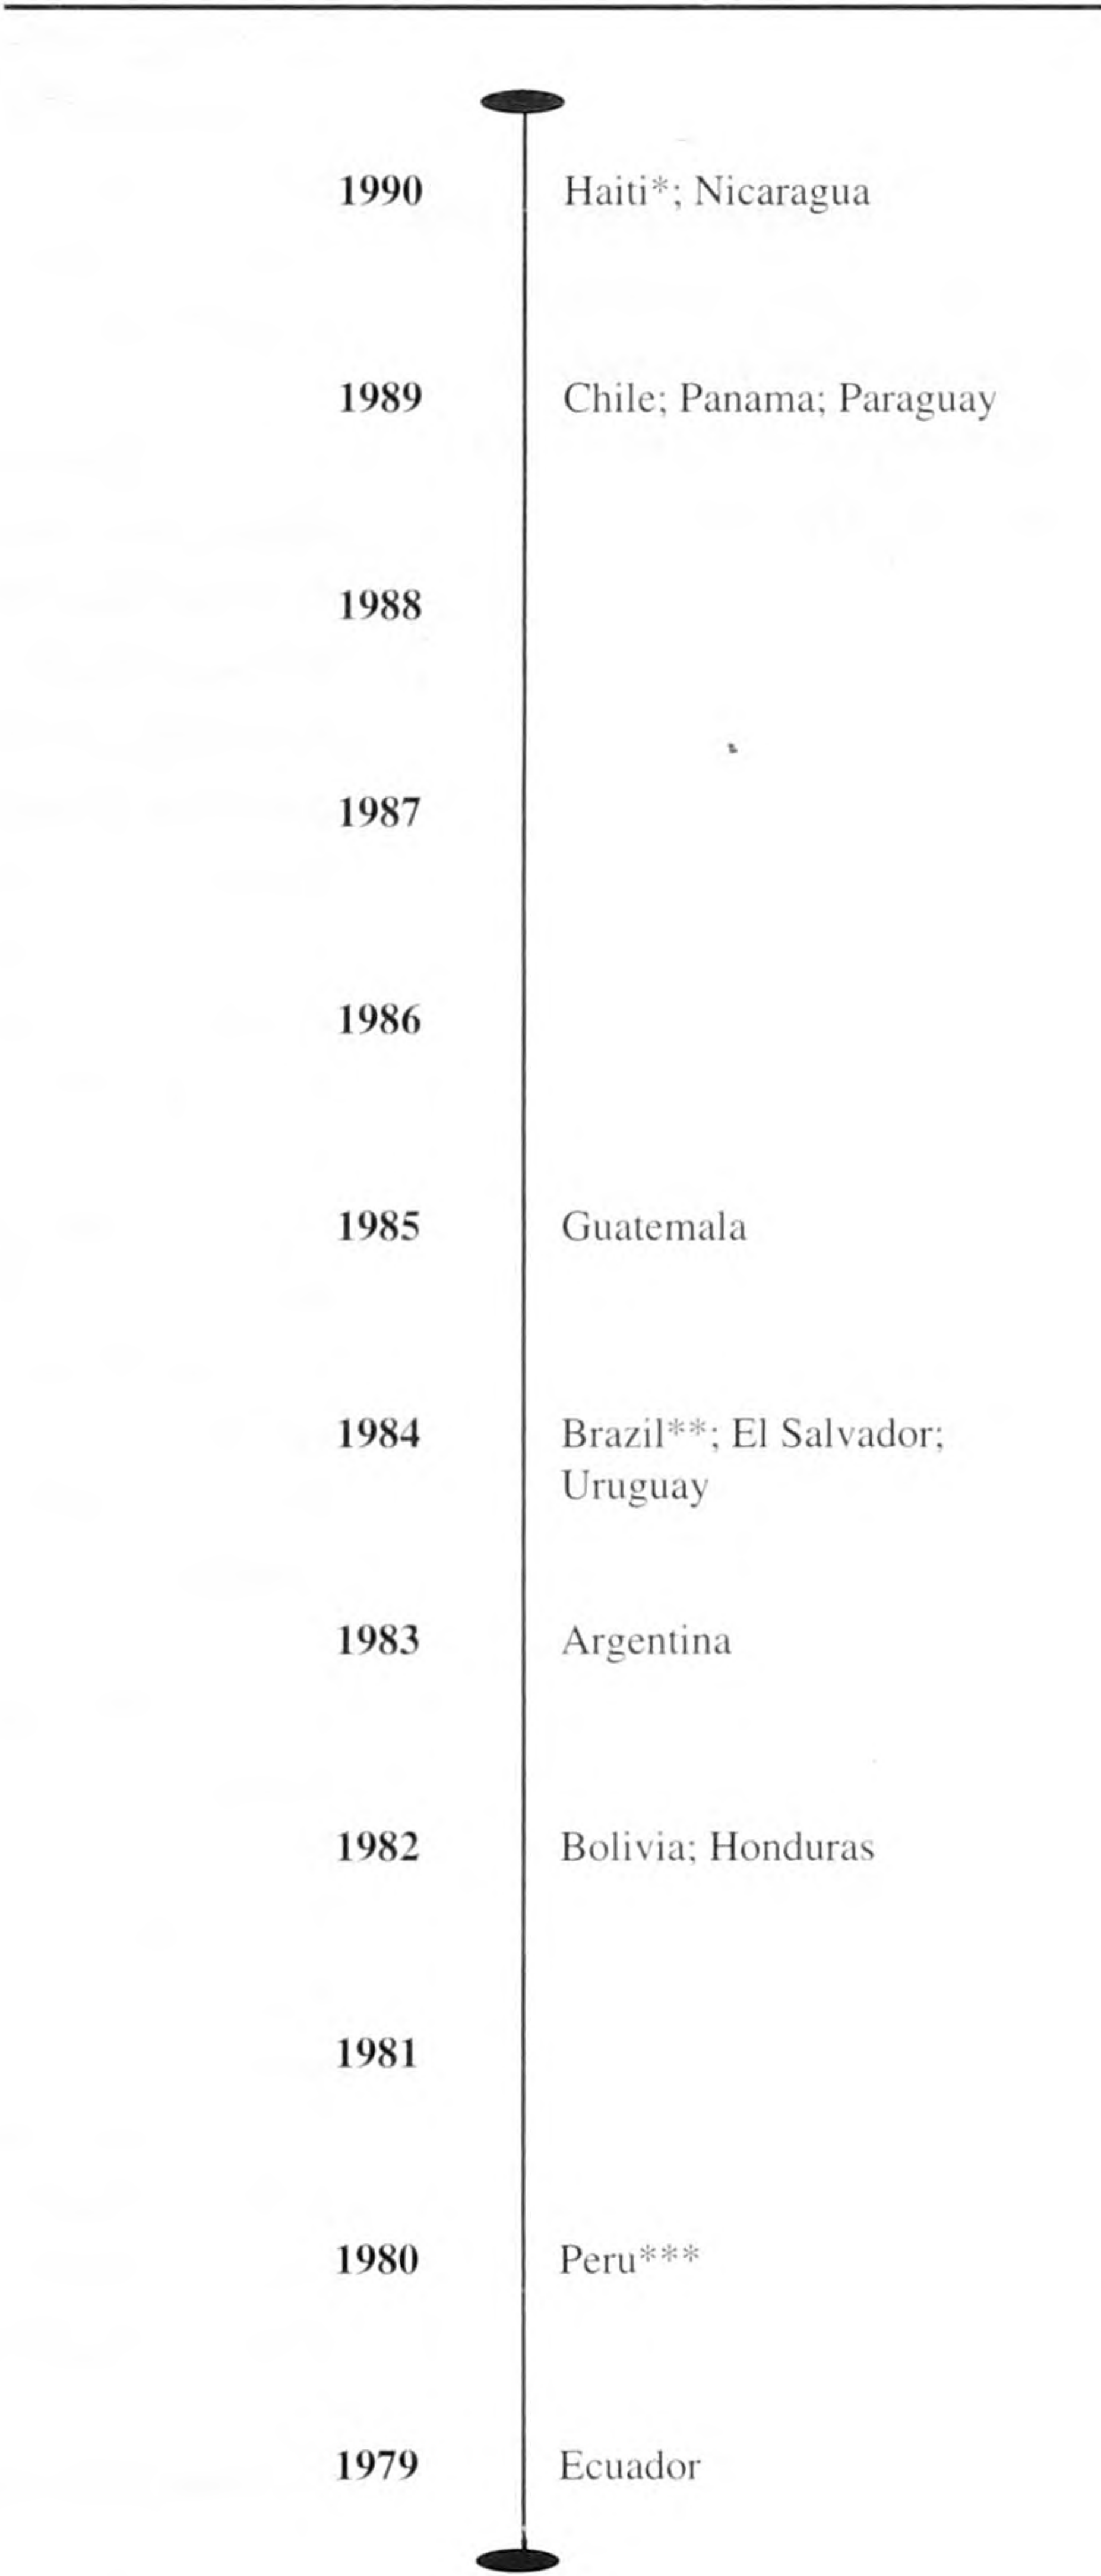 1990 Haiti*; Nicaragua
1989 Chile; Panama; Paraguay
1988
1987
1986
1985 Guatemala
1984 Brazil**; El Salvador;
Uruguay
1983 Argentina
1982 Bolivia; Honduras
1981
1980 Peru***
1979 Ecuador